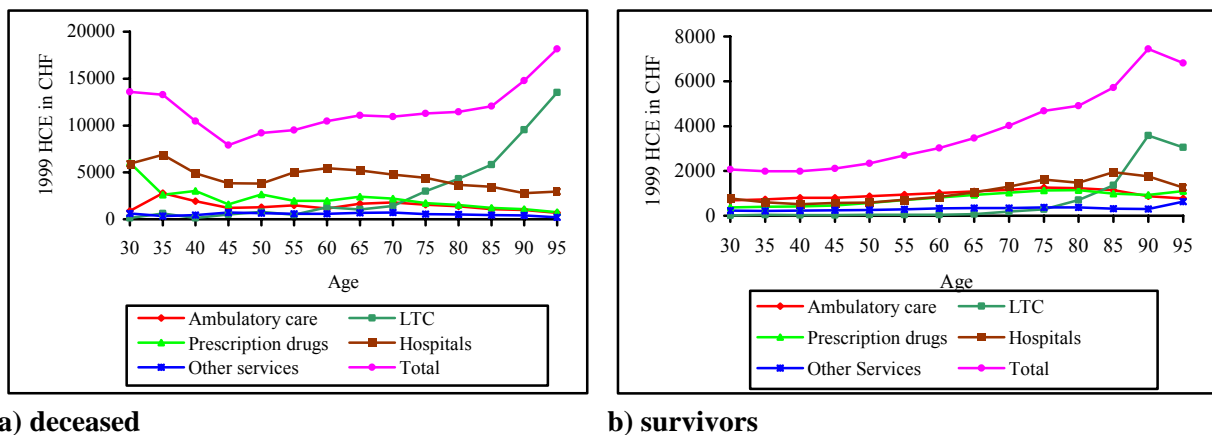 20000
15000
10000
5000
0
1999 HCE in CHF
30 35 40 45 50 55 60 65 70 75 80 85 90 95
Age
Ambulatory care
LTC
Prescription drugs
Hospitals
Other services
Total
8000
6000
4000
2000
0
1999 HCE in CHF
30 35 40 45 50 55 60 65 70 75 80 85 90 95
Age
Ambulatory care
LTC
Prescription drugs
Hospitals
Other Services
Total
a) deceased
b) survivors